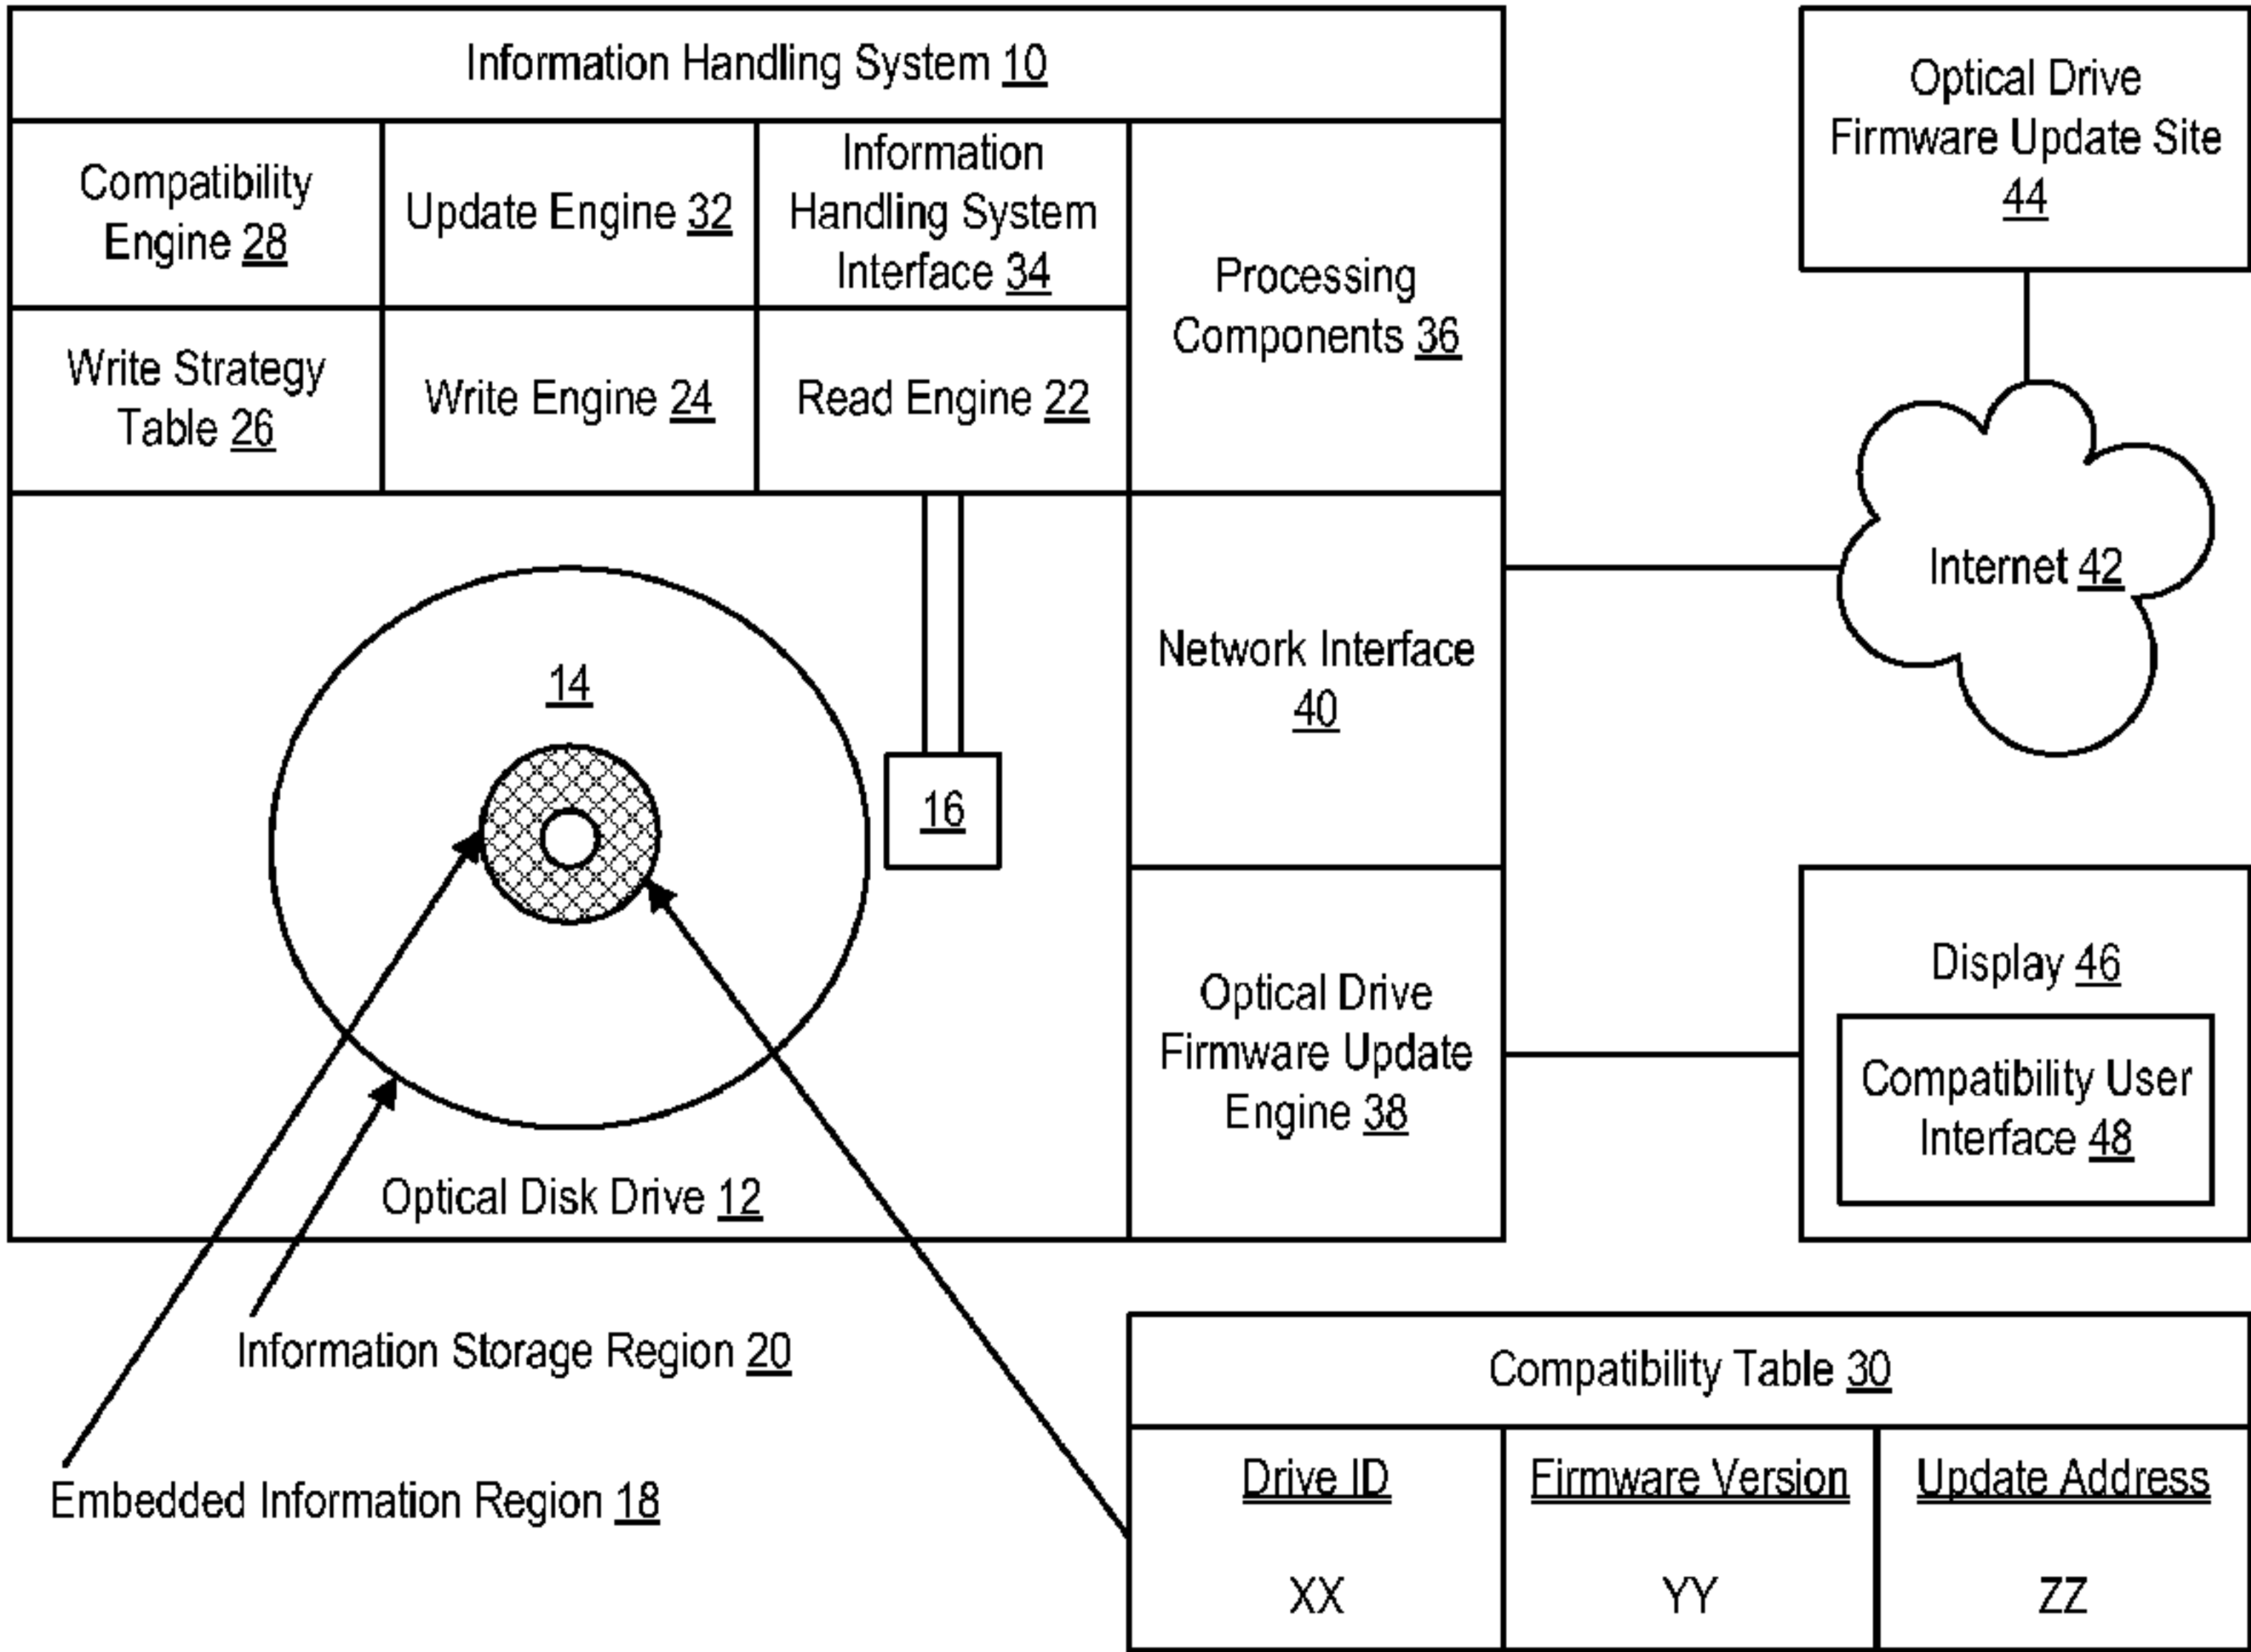 Information Handling System 10
Compatibility
Engine 28
Update Engine 32
Information
Handling System
Interface 34
Processing
Components 36
Write Strategy
Table 26
Write Engine 24
Read Engine 22
Optical Drive
Firmware Update Site
44
Internet 42
14
16
Network Interface
40
Optical Drive
Firmware Update
Engine 38
Display 46
Compatibility User
Interface 48
Optical Disk Drive 12
Information Storage Region 20
Embedded Information Region 18
Compatibility Table 30
Drive ID
Firmware Version
Update Address
XX
YY
ZZ